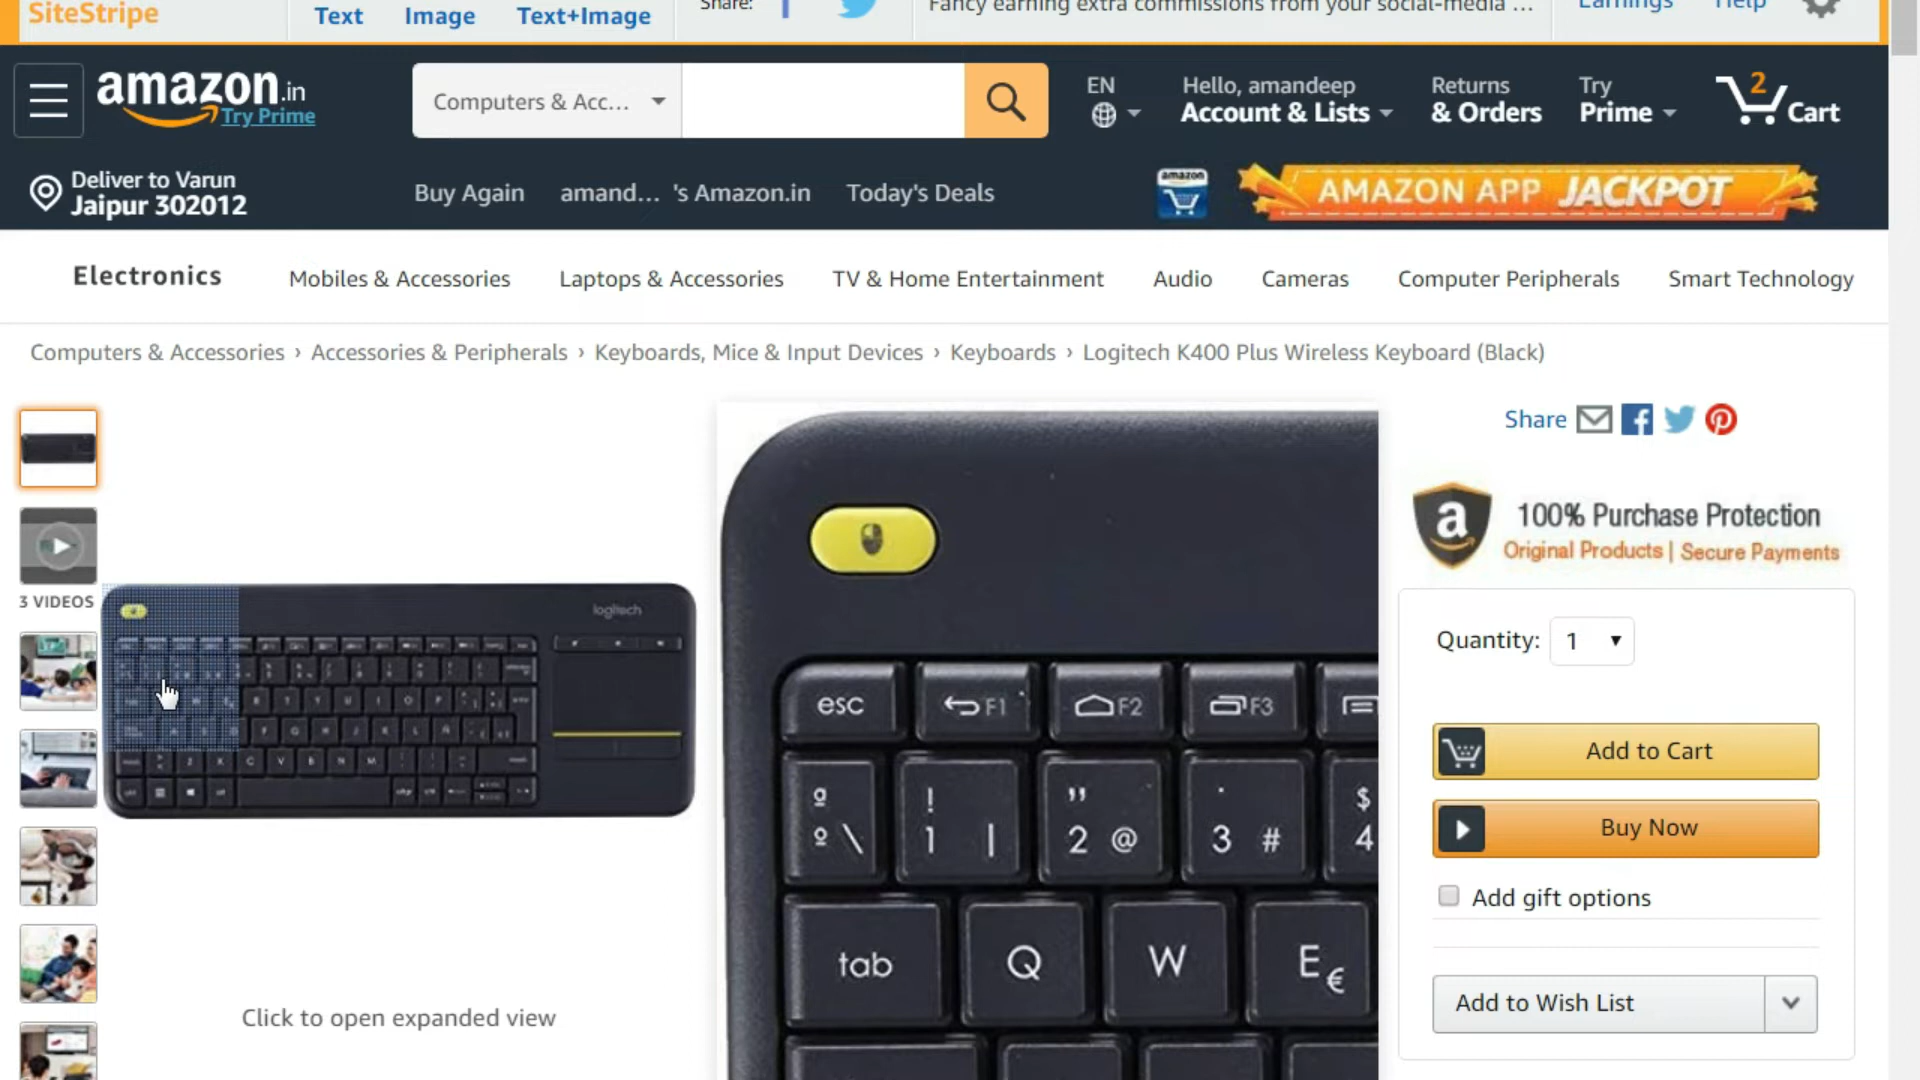 SiteStripe
Text
Image
Text+Image
Share:
Fancy earning extra commissions from your social-media ...
Earnings
Help
amazon.in
Try Prime
Computers & Acc...
EN
Hello, amandeep
Account & Lists
Returns
& Orders
Try
Prime
2
Cart
Deliver to Varun
Jaipur 302012
Buy Again
amand... 's Amazon.in
Today's Deals
amazon
AMAZON APP JACKPOT
Electronics
Mobiles & Accessories
Laptops & Accessories
TV & Home Entertainment
Audio
Cameras
Computer Peripherals
Smart Technology
Computers & Accessories › Accessories & Peripherals › Keyboards, Mice & Input Devices › Keyboards › Logitech K400 Plus Wireless Keyboard (Black)
Share
100% Purchase Protection
Original Products | Secure Payments
3 VIDEOS
logitech
esc
F1
F2
F3
ª
º \
!
1 |
"
2 @
·
3 #
$
4
tab
Q
W
E €
Quantity: 1
Add to Cart
Buy Now
Add gift options
Add to Wish List
Click to open expanded view